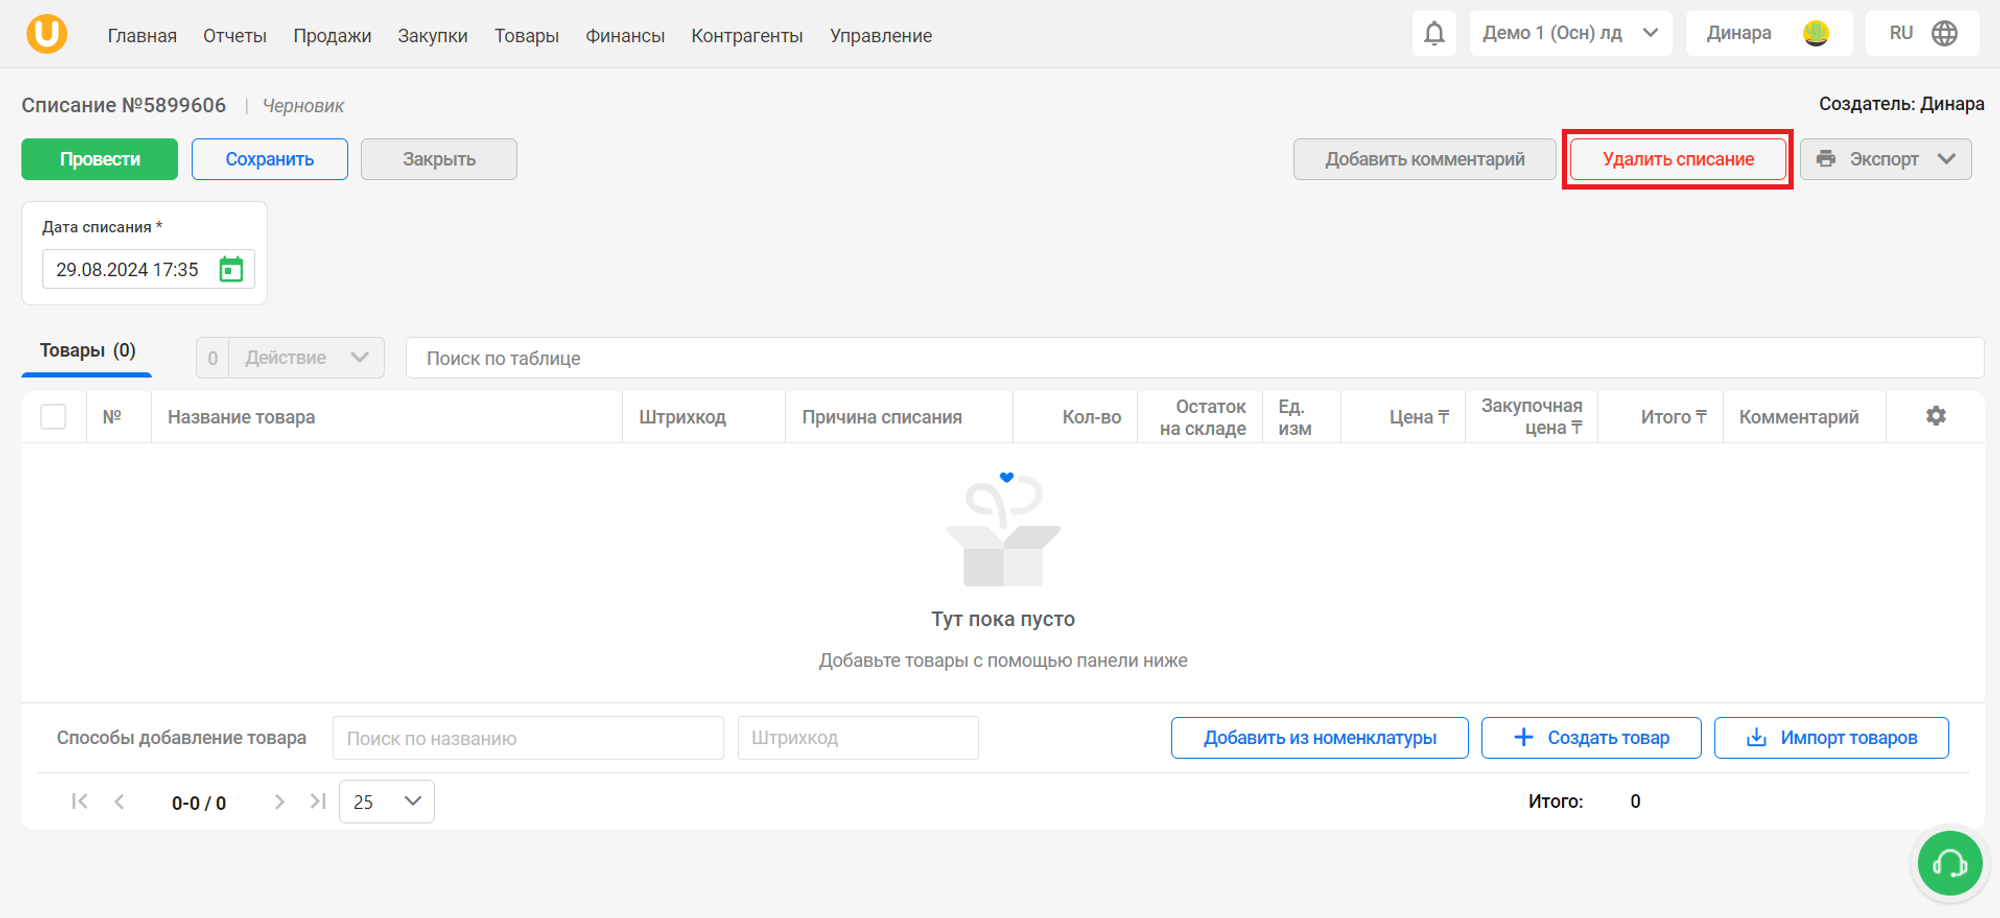 Главная Отчеты Продажи Закупки Товары Финансы Контрагенты Управление Демо 1 (Осн) лд Динара RU
Списание №5899606 | Черновик Создатель: Динара
Провести Сохранить Закрыть Добавить комментарий Удалить списание Экспорт
Дата списания *
29.08.2024 17:35
Товары (0) 0 Действие Поиск по таблице
№ Название товара Штрихкод Причина списания Кол-во Остаток на складе Ед. изм Цена ₸ Закупочная цена ₸ Итого ₸ Комментарий
Тут пока пусто
Добавьте товары с помощью панели ниже
Способы добавление товара Поиск по названию Штрихкод Добавить из номенклатуры Создать товар Импорт товаров
0-0 / 0 25 Итого: 0